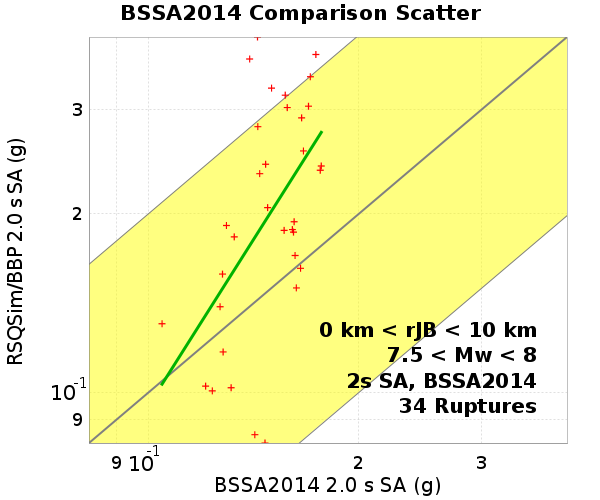 BSSA2014 Comparison Scatter
RSQSim/BBP 2.0 s SA (g)
3
2
10⁻¹
9
0 km < rJB < 10 km
7.5 < Mw < 8
2s SA, BSSA2014
34 Ruptures
9 10⁻¹ 2 3
BSSA2014 2.0 s SA (g)